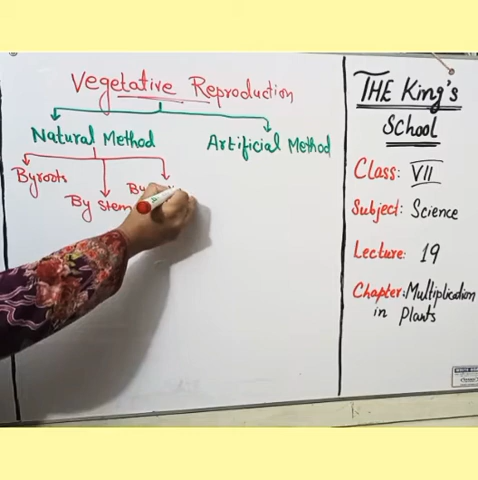 Vegetative Reproduction
Natural Method
Artificial Method
By roots
By stem
By
THE King's
School
Class: VII
Subject: Science
Lecture: 19
Chapter: Multiplication
in Plants